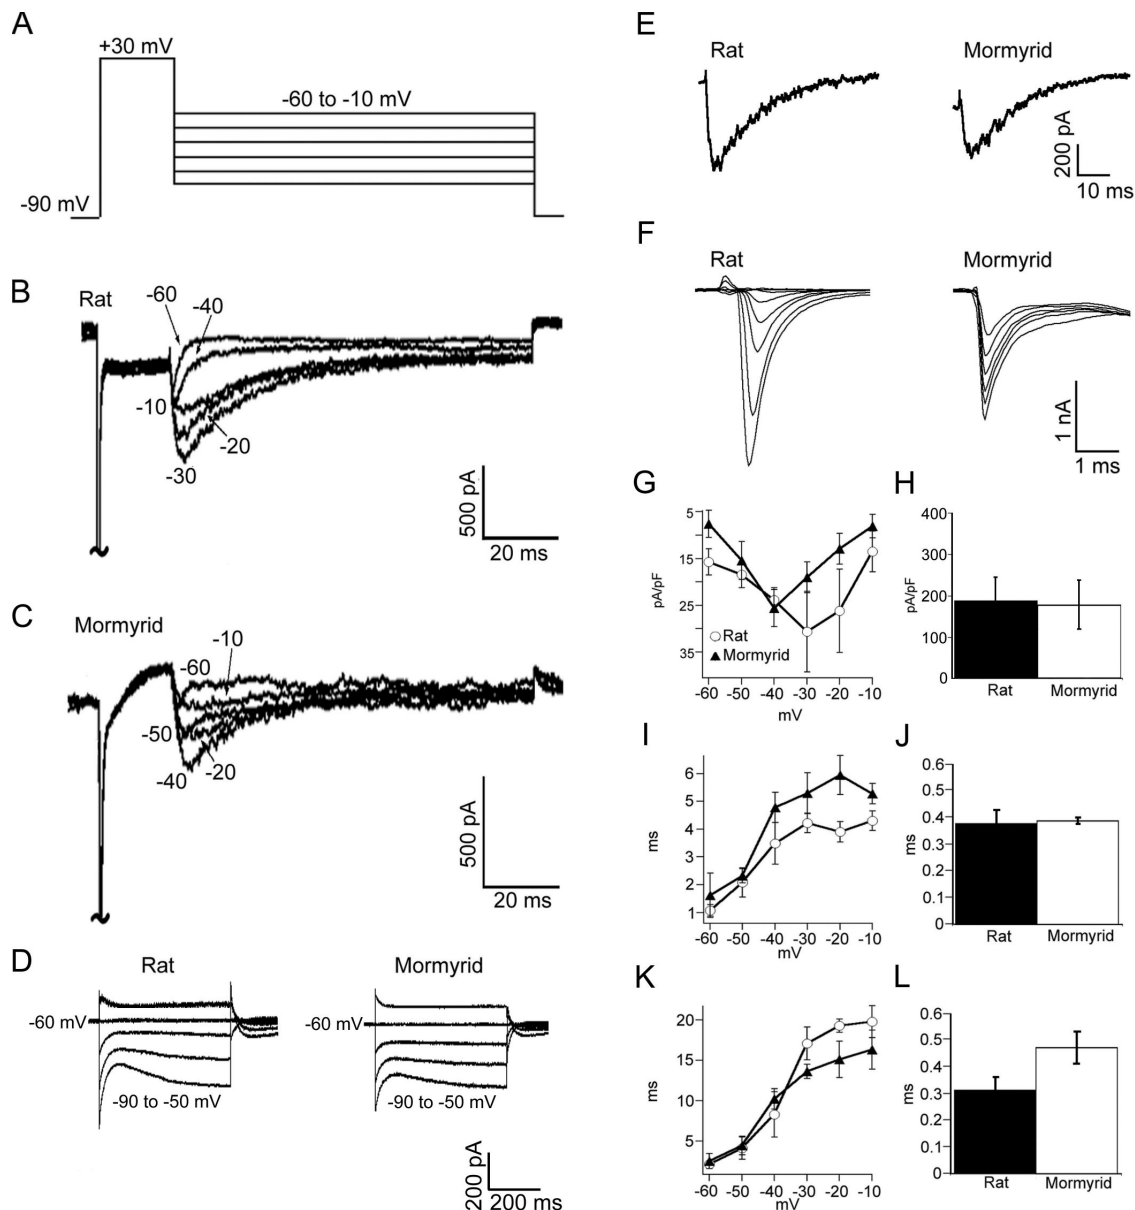 A
+30 mV
-60 to -10 mV
-90 mV
B
Rat
-60
-40
-10
-20
-30
500 pA
20 ms
C
Mormyrid
-10
-60
-50
-20
-40
500 pA
20 ms
D
Rat
Mormyrid
-60 mV
-60 mV
-90 to -50 mV
-90 to -50 mV
200 pA
200 ms
E
Rat
Mormyrid
200 pA
10 ms
F
Rat
Mormyrid
1 nA
1 ms
G
5
15
25
35
pA/pF
Rat
Mormyrid
-60 -50 -40 -30 -20 -10
mV
H
400
300
200
100
0
pA/pF
Rat
Mormyrid
I
6
5
4
3
2
1
ms
-60 -50 -40 -30 -20 -10
mV
J
0.6
0.5
0.4
0.3
0.2
0.1
0
ms
Rat
Mormyrid
K
20
15
10
5
ms
-60 -50 -40 -30 -20 -10
mV
L
0.6
0.5
0.4
0.3
0.2
0.1
0
ms
Rat
Mormyrid